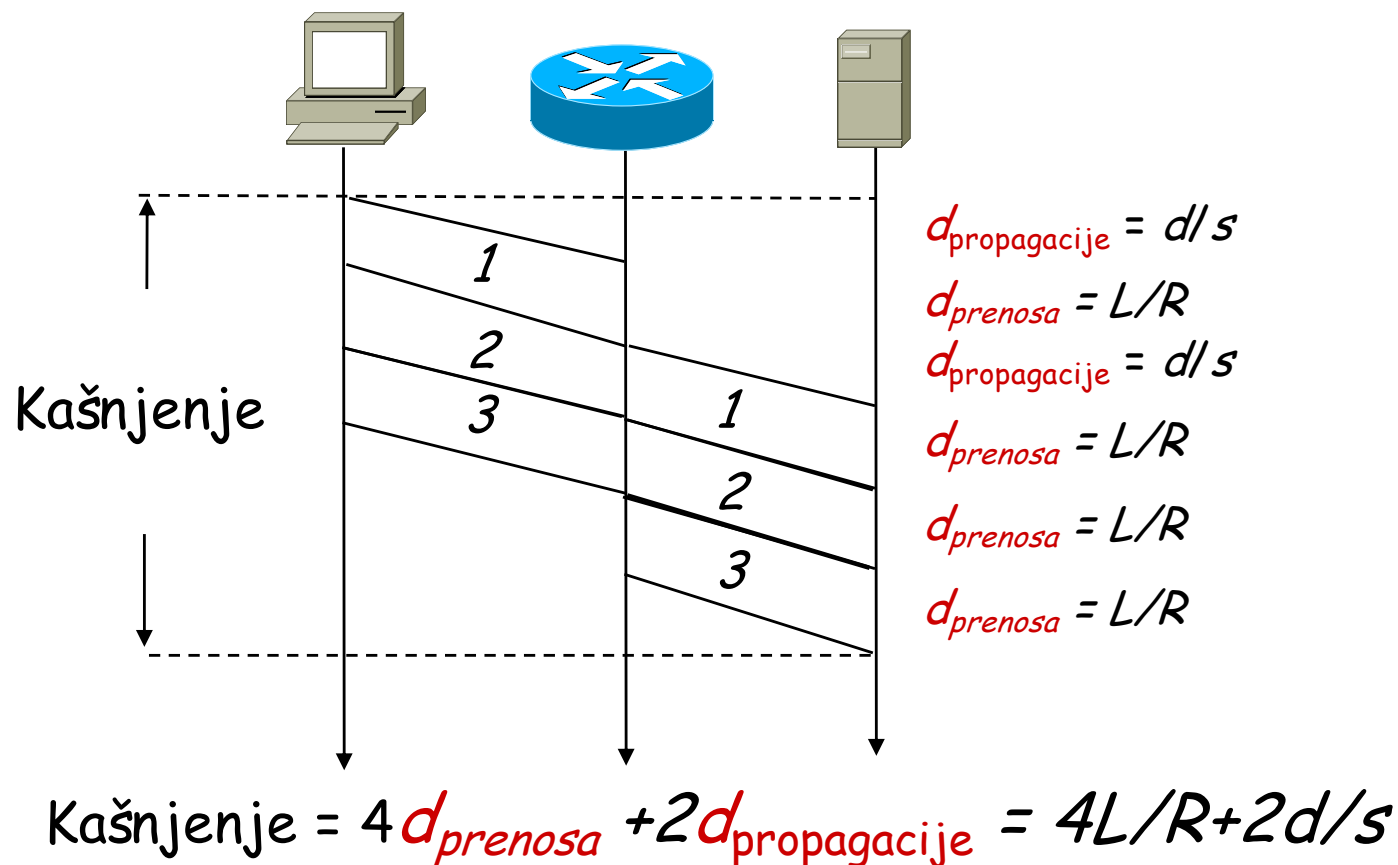 d propagacije = d/s
1
d prenosa = L/R
2
d propagacije = d/s
Kašnjenje
3
1
d prenosa = L/R
2
d prenosa = L/R
3
d prenosa = L/R
Kašnjenje = 4d prenosa +2d propagacije = 4L/R+2d/s